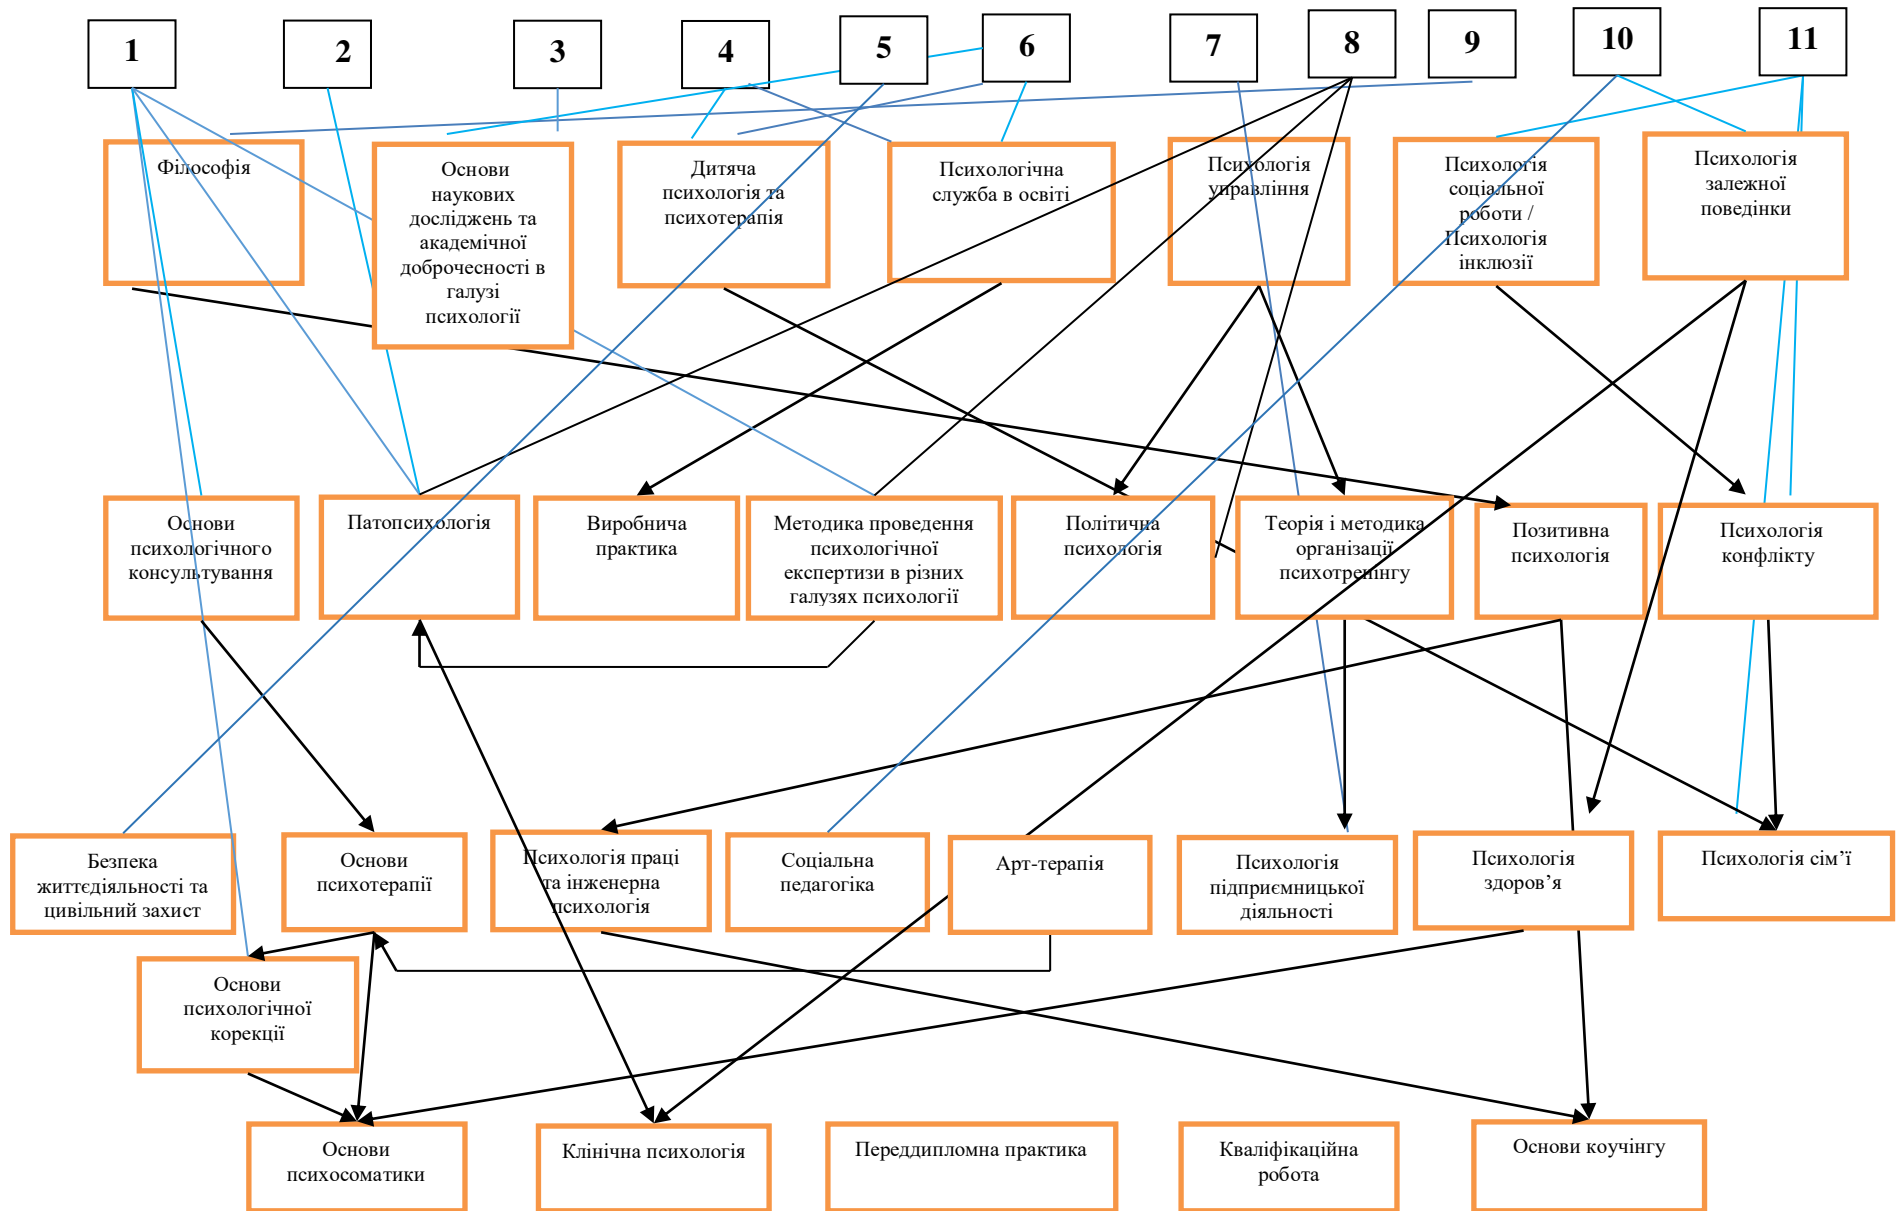 1
2
3
4
5
6
7
8
9
10
11
Філософія
Основи
наукових
досліджень та
академічної
доброчесності в
галузі
психології
Дитяча
психологія та
психотерапія
Психологічна
служба в освіті
Психологія
управління
Психологія
соціальної
роботи /
Психологія
інклюзії
Психологія
залежної
поведінки
Основи
психологічного
консультування
Патопсихологія
Виробнича
практика
Методика проведення
психологічної
експертизи в різних
галузях психології
Політична
психологія
Теорія і методика
організації
психотренінгу
Позитивна
психологія
Психологія
конфлікту
Безпека
життєдіяльності та
цивільний захист
Основи
психотерапії
Психологія праці
та інженерна
психологія
Соціальна
педагогіка
Арт-терапія
Психологія
підприємницької
діяльності
Психологія
здоров’я
Психологія сім’ї
Основи
психологічної
корекції
Основи
психосоматики
Клінічна психологія
Переддипломна практика
Кваліфікаційна
робота
Основи коучінгу